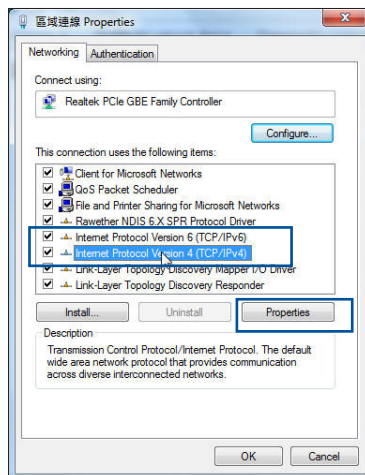 區域連線 Properties
Networking
Authentication
Connect using:
Realtek PCIe GBE Family Controller
Configure...
This connection uses the following items:
Client for Microsoft Networks
QoS Packet Scheduler
File and Printer Sharing for Microsoft Networks
Rawether NDIS 6.X SPR Protocol Driver
Internet Protocol Version 6 (TCP/IPv6)
Internet Protocol Version 4 (TCP/IPv4)
Link-Layer Topology Discovery Mapper I/O Driver
Link-Layer Topology Discovery Responder
Install...
Uninstall
Properties
Description
Transmission Control Protocol/Internet Protocol. The default
wide area network protocol that provides communication
across diverse interconnected networks.
OK
Cancel